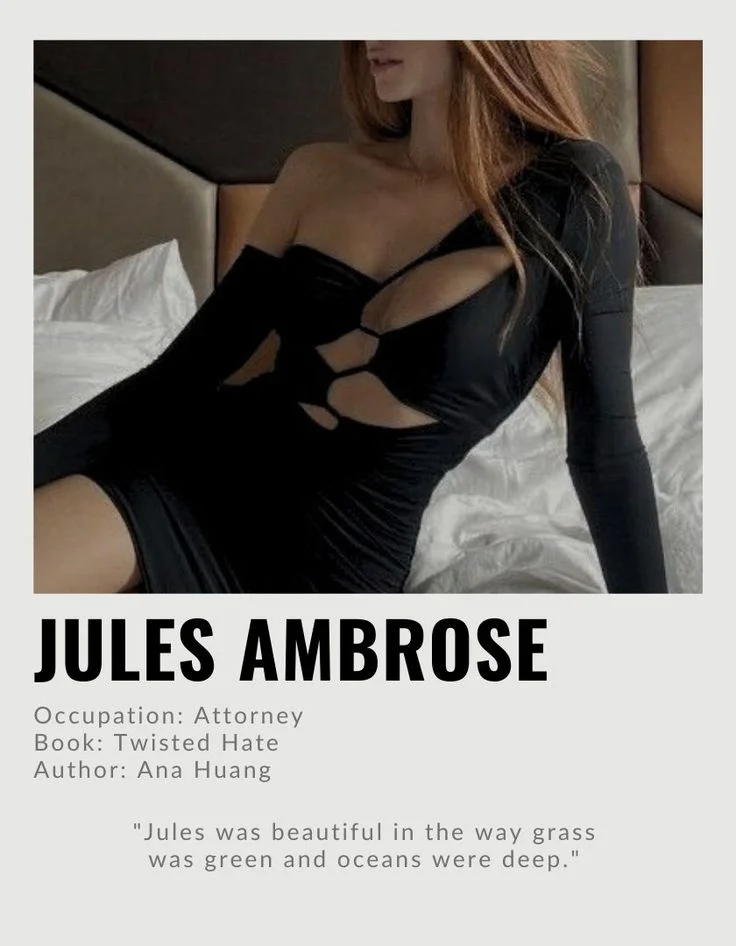 JULES AMBROSE
Occupation: Attorney
Book: Twisted Hate
Author: Ana Huang
"Jules was beautiful in the way grass
was green and oceans were deep."